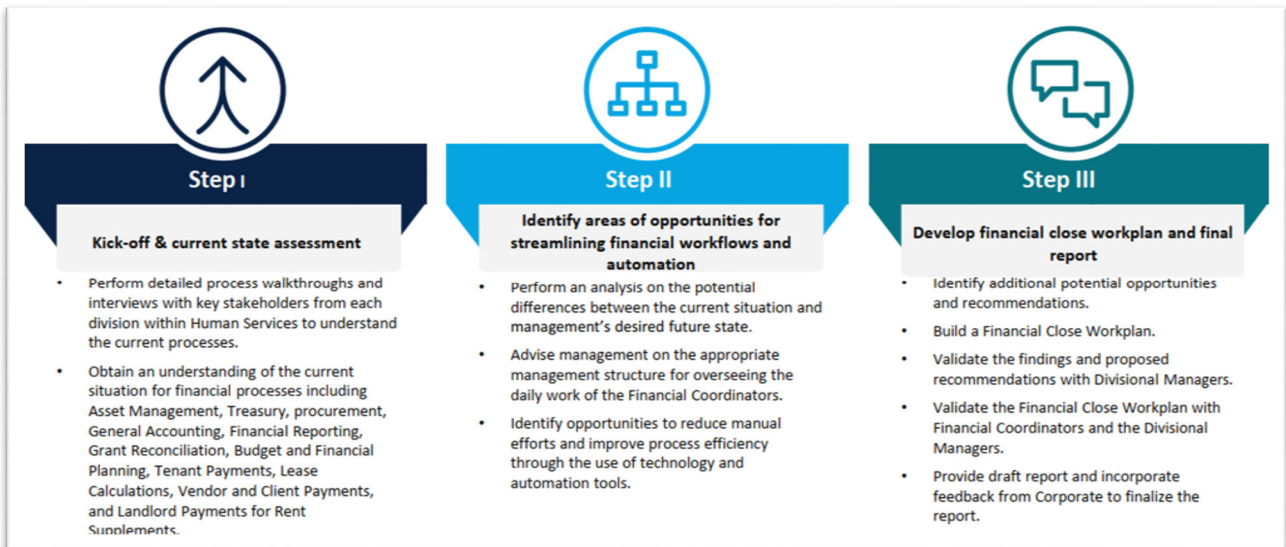 Step I
Kick-off & current state assessment
• Perform detailed process walkthroughs and
interviews with key stakeholders from each
division within Human Services to understand
the current processes.
• Obtain an understanding of the current
situation for financial processes including
Asset Management, Treasury, procurement,
General Accounting, Financial Reporting,
Grant Reconciliation, Budget and Financial
Planning, Tenant Payments, Lease
Calculations, Vendor and Client Payments,
and Landlord Payments for Rent
Supplements.
Step II
Identify areas of opportunities for
streamlining financial workflows and
automation
• Perform an analysis on the potential
differences between the current situation and
management's desired future state.
• Advise management on the appropriate
management structure for overseeing the
daily work of the Financial Coordinators.
• Identify opportunities to reduce manual
efforts and improve process efficiency
through the use of technology and
automation tools.
Step III
Develop financial close workplan and final
report
• Identify additional potential opportunities
and recommendations.
• Build a Financial Close Workplan.
• Validate the findings and proposed
recommendations with Divisional Managers.
• Validate the Financial Close Workplan with
Financial Coordinators and the Divisional
Managers.
• Provide draft report and incorporate
feedback from Corporate to finalize the
report.